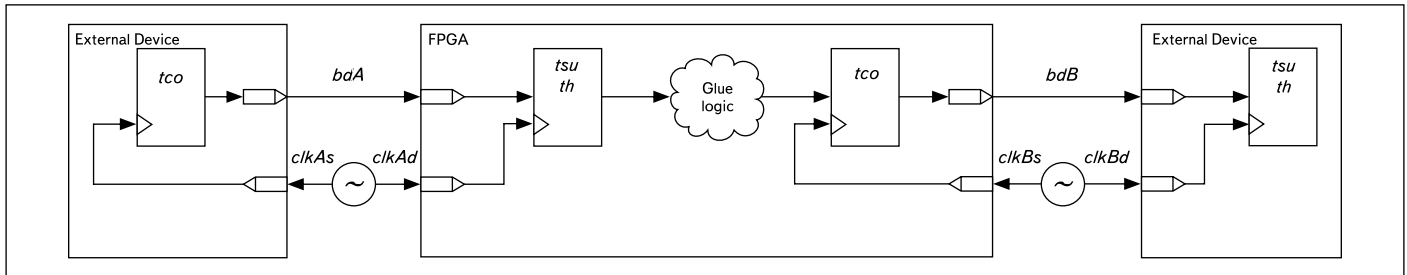 External Device
FPGA
External Device
tco
bdA
tsu
th
Glue
logic
tco
bdB
tsu
th
clkAs
clkAd
clkBs
clkBd
~
~